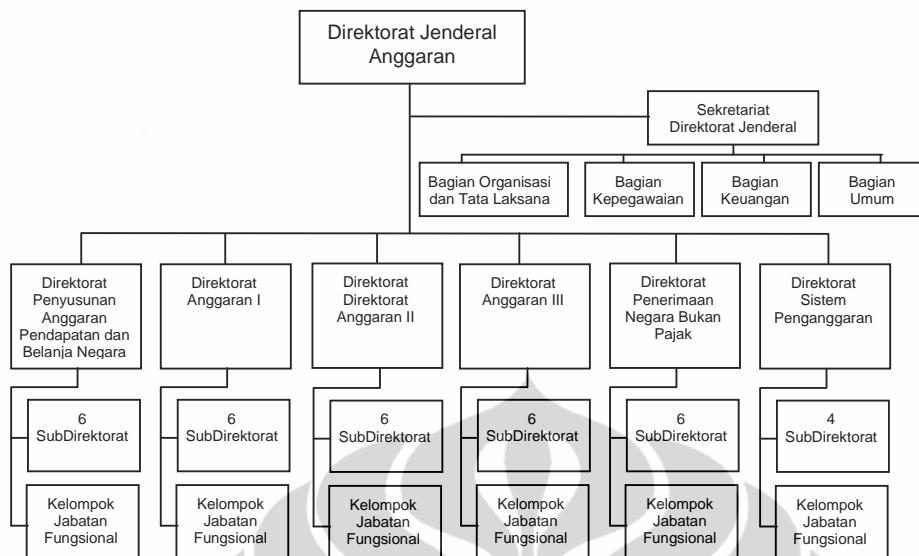 Direktorat Jenderal
Anggaran
Sekretariat
Direktorat Jenderal
Bagian Organisasi
dan Tata Laksana
Bagian
Kepegawaian
Bagian
Keuangan
Bagian
Umum
Direktorat
Penyusunan
Anggaran
Pendapatan dan
Belanja Negara
Direktorat
Anggaran I
Direktorat
Direktorat
Anggaran II
Direktorat
Anggaran III
Direktorat
Penerimaan
Negara Bukan
Pajak
Direktorat
Sistem
Penganggaran
6
SubDirektorat
6
SubDirektorat
6
SubDirektorat
6
SubDirektorat
6
SubDirektorat
4
SubDirektorat
Kelompok
Jabatan
Fungsional
Kelompok
Jabatan
Fungsional
Kelompok
Jabatan
Fungsional
Kelompok
Jabatan
Fungsional
Kelompok
Jabatan
Fungsional
Kelompok
Jabatan
Fungsional